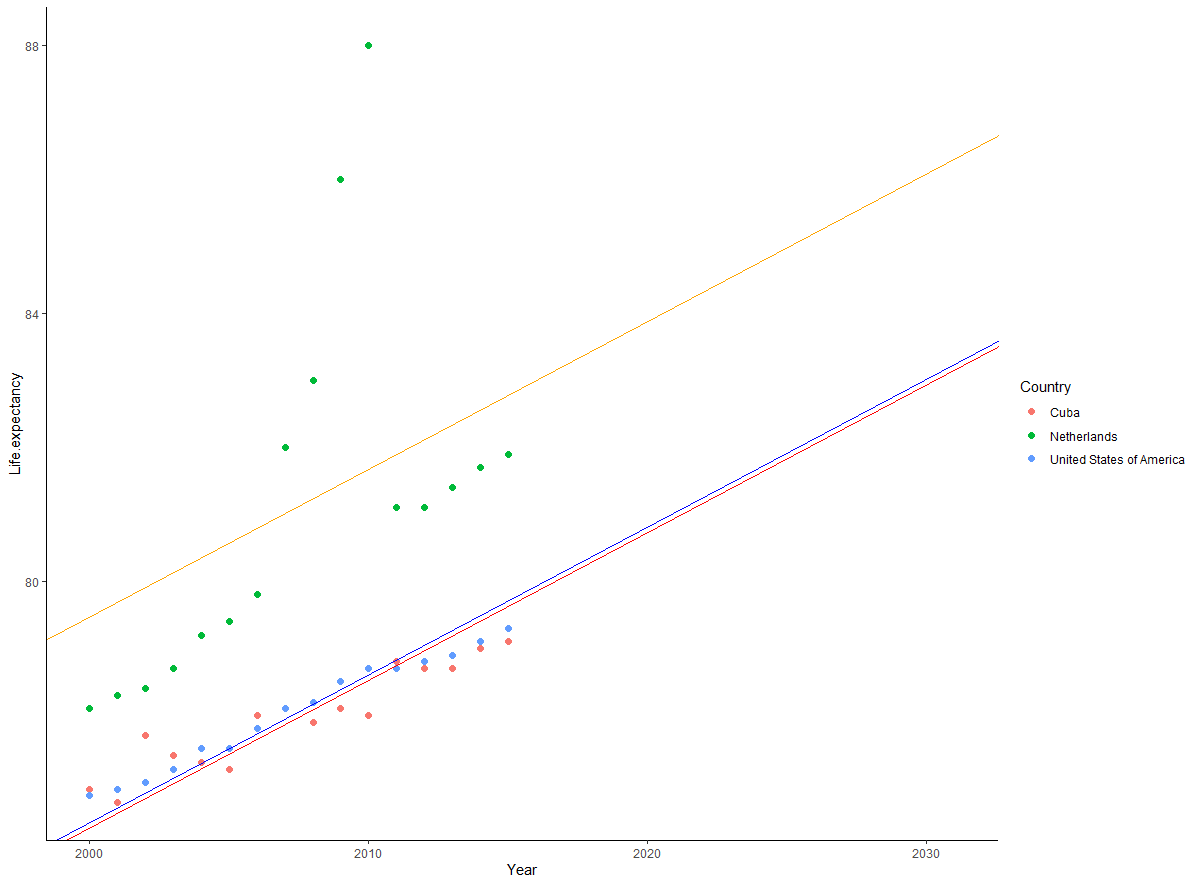 88
84
80
Life.expectancy
2000 2010 2020 2030
Year
Country
Cuba
Netherlands
United States of America